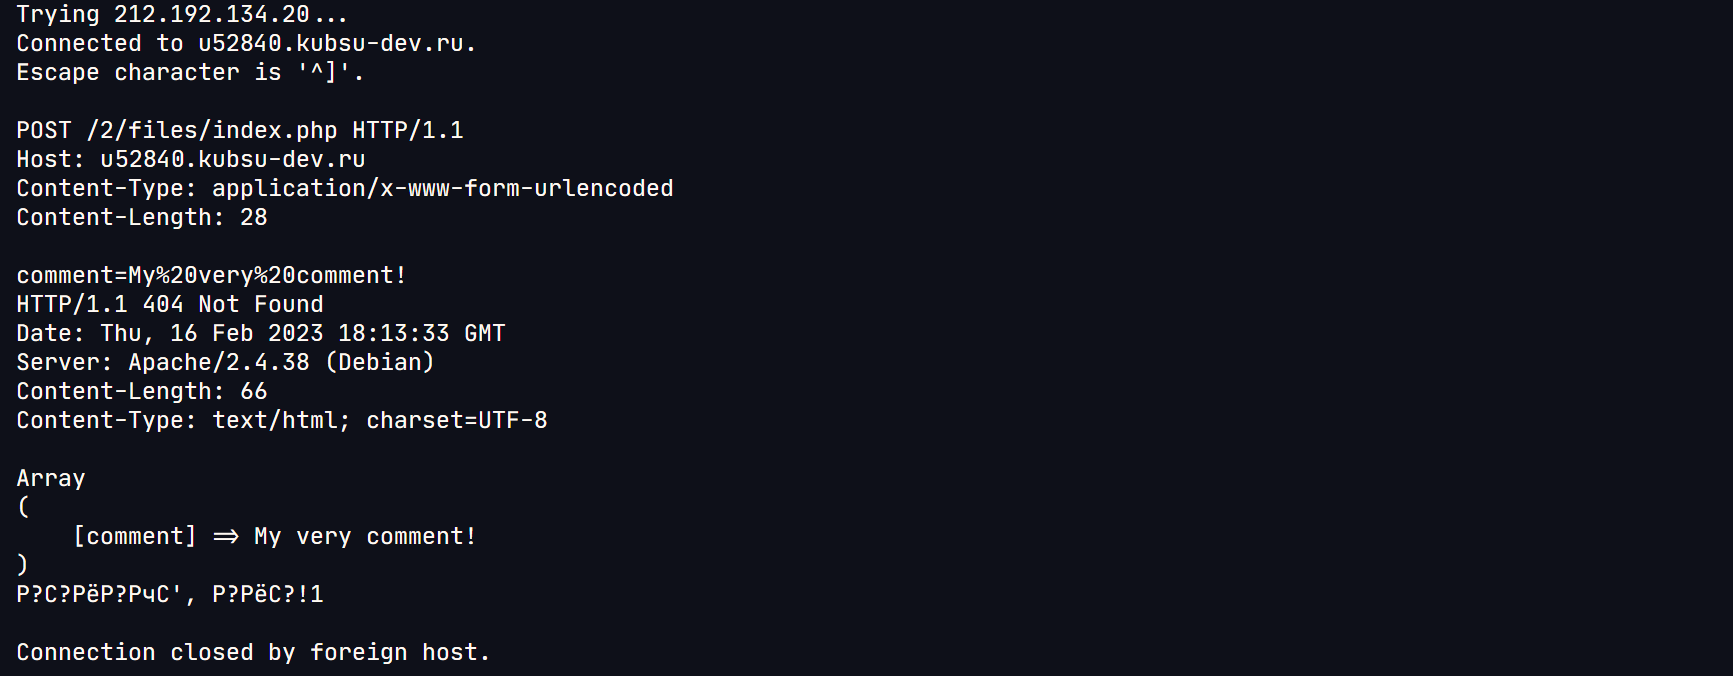 Trying 212.192.134.20...
Connected to u52840.kubsu-dev.ru.
Escape character is '^]'.
POST /2/files/index.php HTTP/1.1
Host: u52840.kubsu-dev.ru
Content-Type: application/x-www-form-urlencoded
Content-Length: 28
comment=My%20very%20comment!
HTTP/1.1 404 Not Found
Date: Thu, 16 Feb 2023 18:13:33 GMT
Server: Apache/2.4.38 (Debian)
Content-Length: 66
Content-Type: text/html; charset=UTF-8
Array
(
    [comment] => My very comment!
)
Р?С?РёР?РчС', Р?РёС?!1
Connection closed by foreign host.